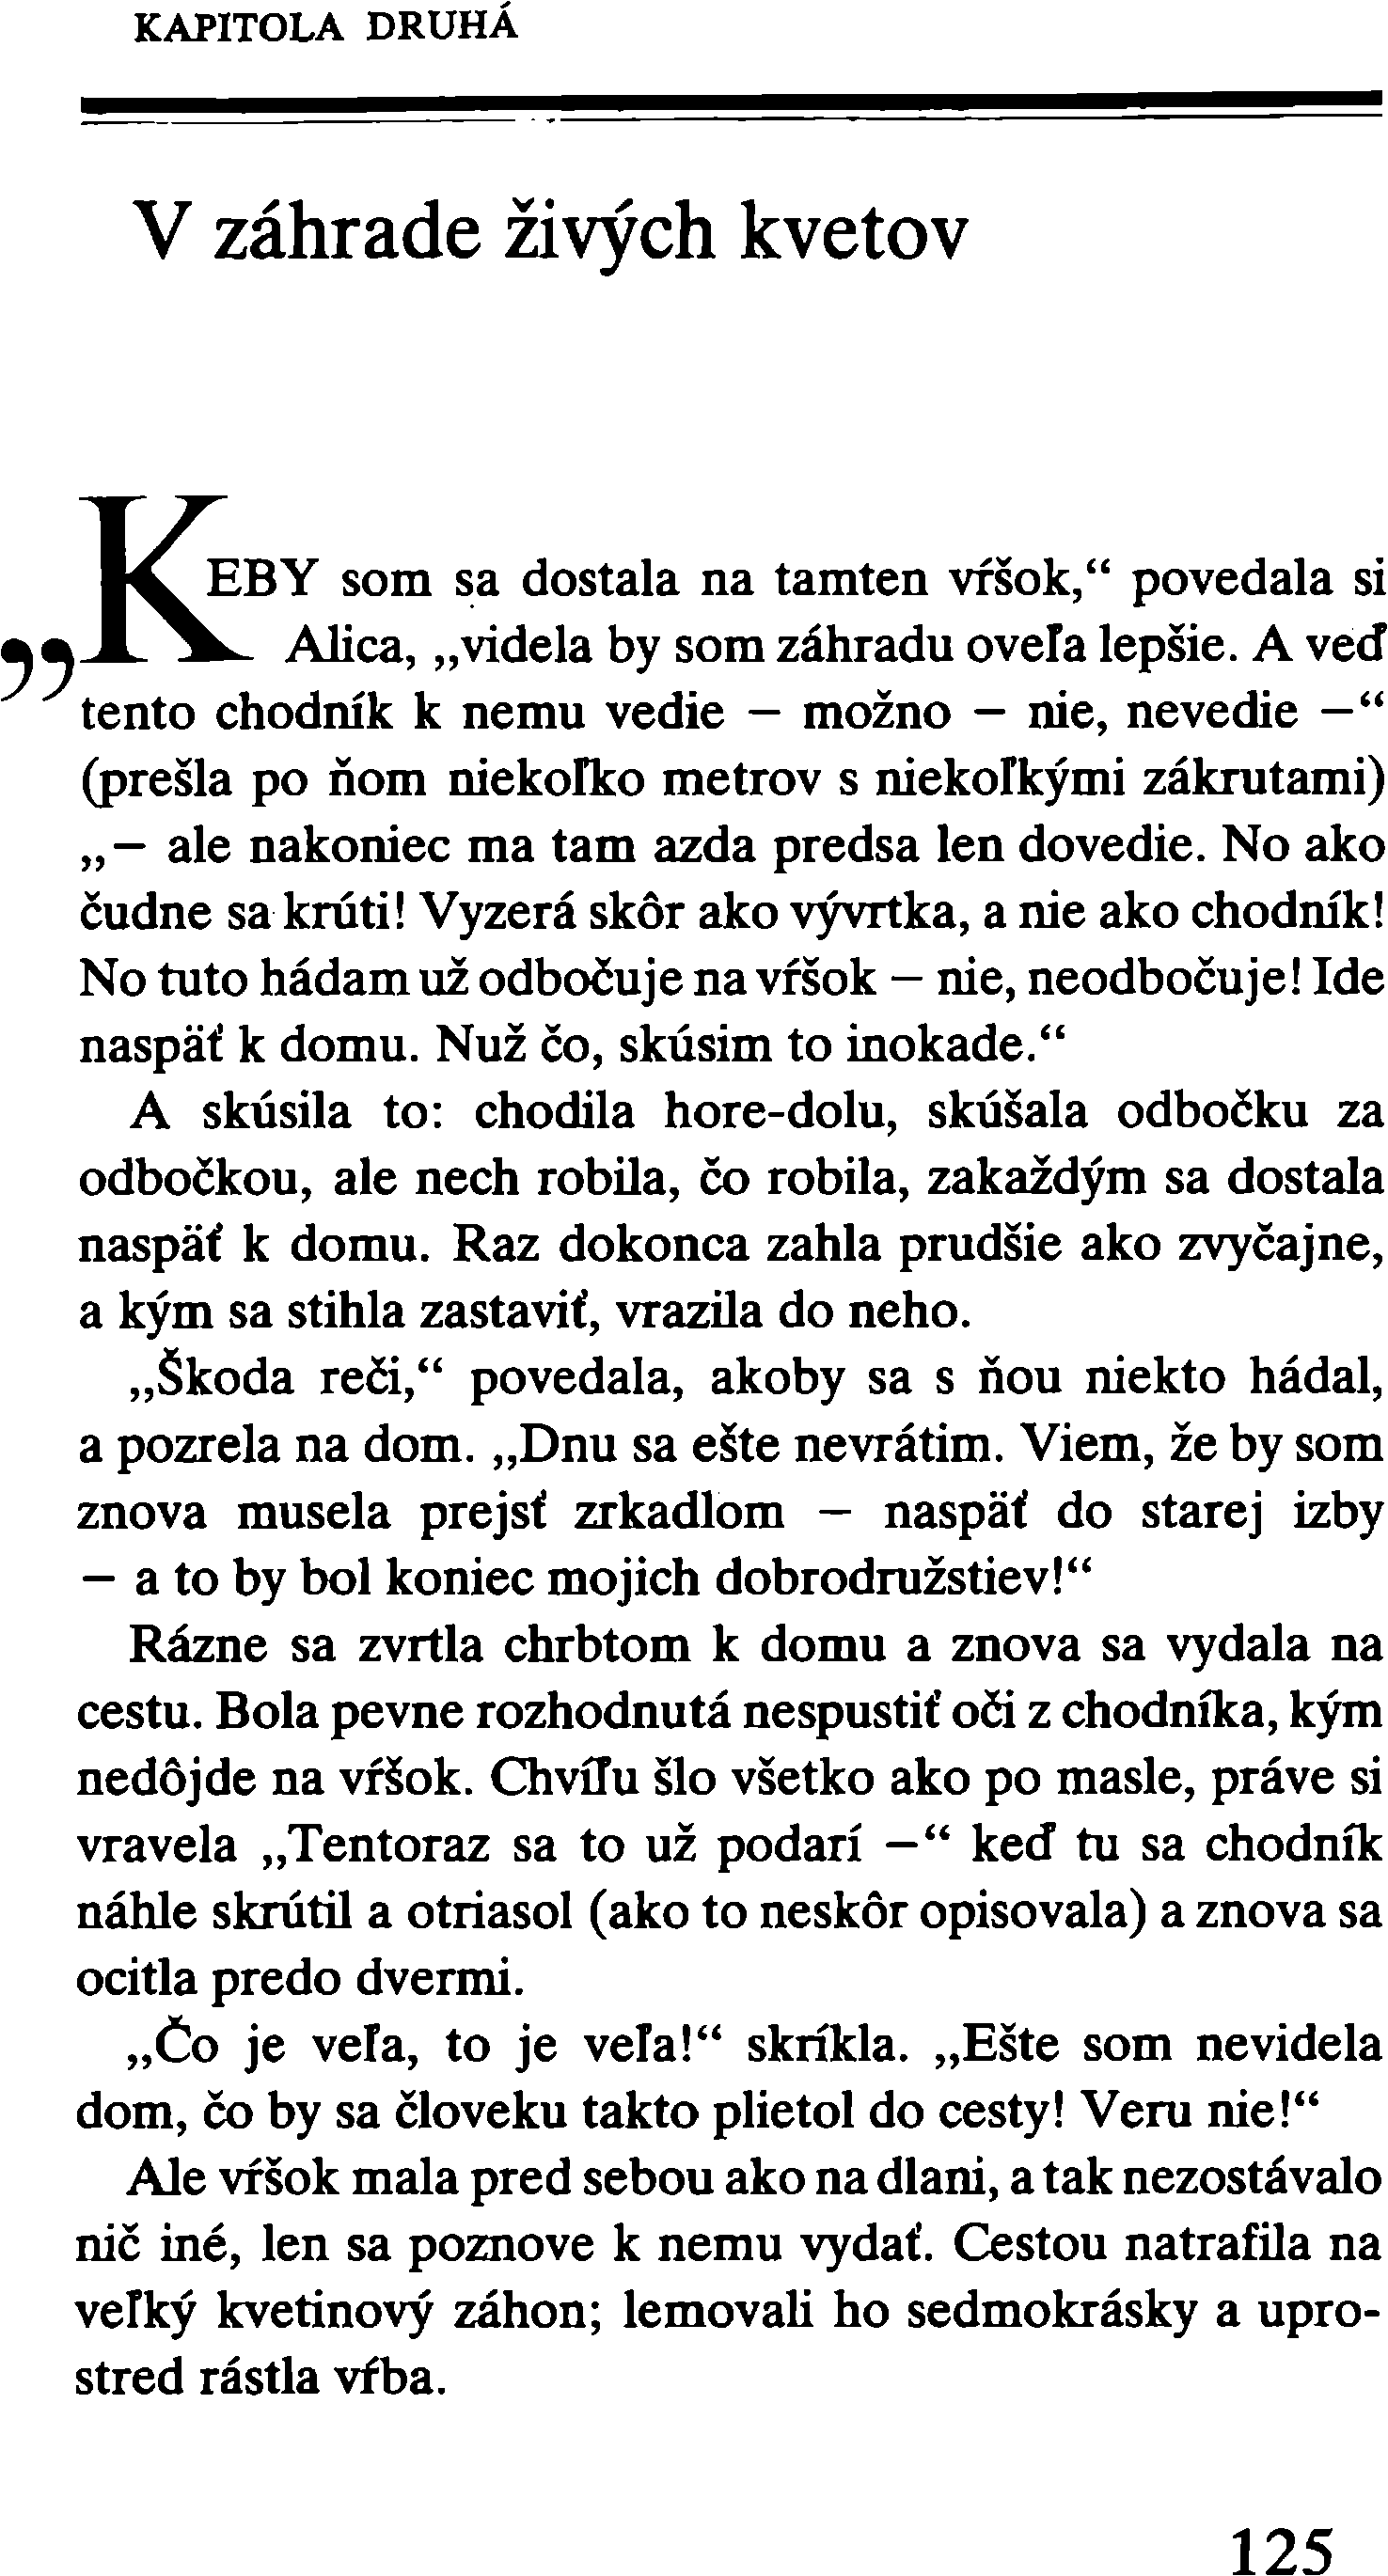 KAPITOLA DRUHÁ
V záhrade živých kvetov
„KEBY som sa dostala na tamten vŕšok,“ povedala si
Alica, „videla by som záhradu oveľa lepšie. A veď
tento chodník k nemu vedie — možno — nie, nevedie —“
(prešla po ňom niekoľko metrov s niekoľkými zákrutami)
„— ale nakoniec ma tam azda predsa len dovedie. No ako
čudne sa krúti! Vyzerá skôr ako vývrtka, a nie ako chodník!
No tuto hádam už odbočuje na vŕšok — nie, neodbočuje! Ide
naspäť k domu. Nuž čo, skúsim to inokade.“
A skúsila to: chodila hore-dolu, skúšala odbočku za
odbočkou, ale nech robila, čo robila, zakaždým sa dostala
naspäť k domu. Raz dokonca zahla prudšie ako zvyčajne,
a kým sa stihla zastaviť, vrazila do neho.
„Škoda reči,“ povedala, akoby sa s ňou niekto hádal,
a pozrela na dom. „Dnu sa ešte nevrátim. Viem, že by som
znova musela prejsť zrkadlom — naspäť do starej izby
— a to by bol koniec mojich dobrodružstiev!“
Rázne sa zvrtla chrbtom k domu a znova sa vydala na
cestu. Bola pevne rozhodnutá nespustiť oči z chodníka, kým
nedôjde na vŕšok. Chvíľu šlo všetko ako po masle, práve si
vravela „Tentoraz sa to už podarí —“ keď tu sa chodník
náhle skrútil a otriasol (ako to neskôr opisovala) a znova sa
ocitla predo dvermi.
„Čo je veľa, to je veľa!“ skríkla. „Ešte som nevidela
dom, čo by sa človeku takto plietol do cesty! Veru nie!“
Ale vŕšok mala pred sebou ako na dlani, a tak nezostávalo
nič iné, len sa poznove k nemu vydať. Cestou natrafila na
veľký kvetinový záhon; lemovali ho sedmokrásky a upro-
stred rástla vŕba.
125